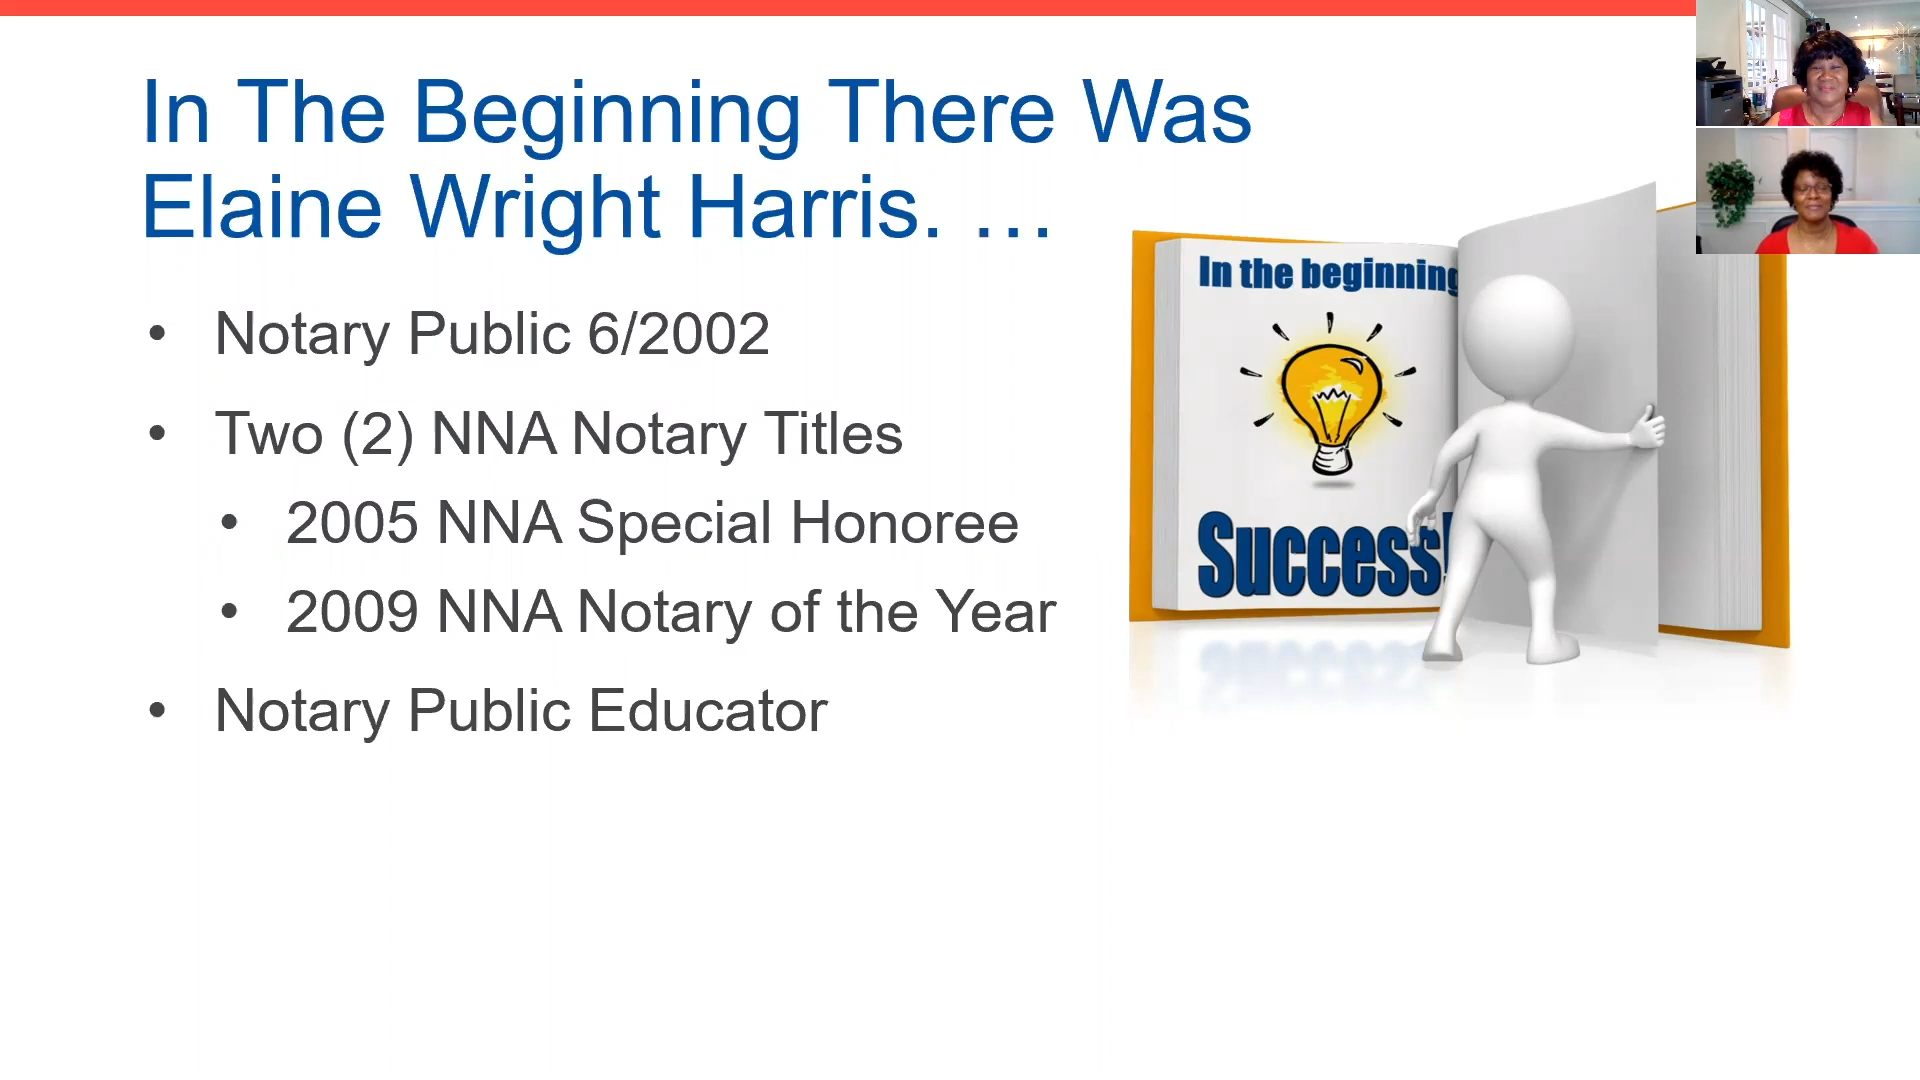 In The Beginning There Was
Elaine Wright Harris. …
• Notary Public 6/2002
• Two (2) NNA Notary Titles
• 2005 NNA Special Honoree
• 2009 NNA Notary of the Year
• Notary Public Educator
In the beginning
Success!